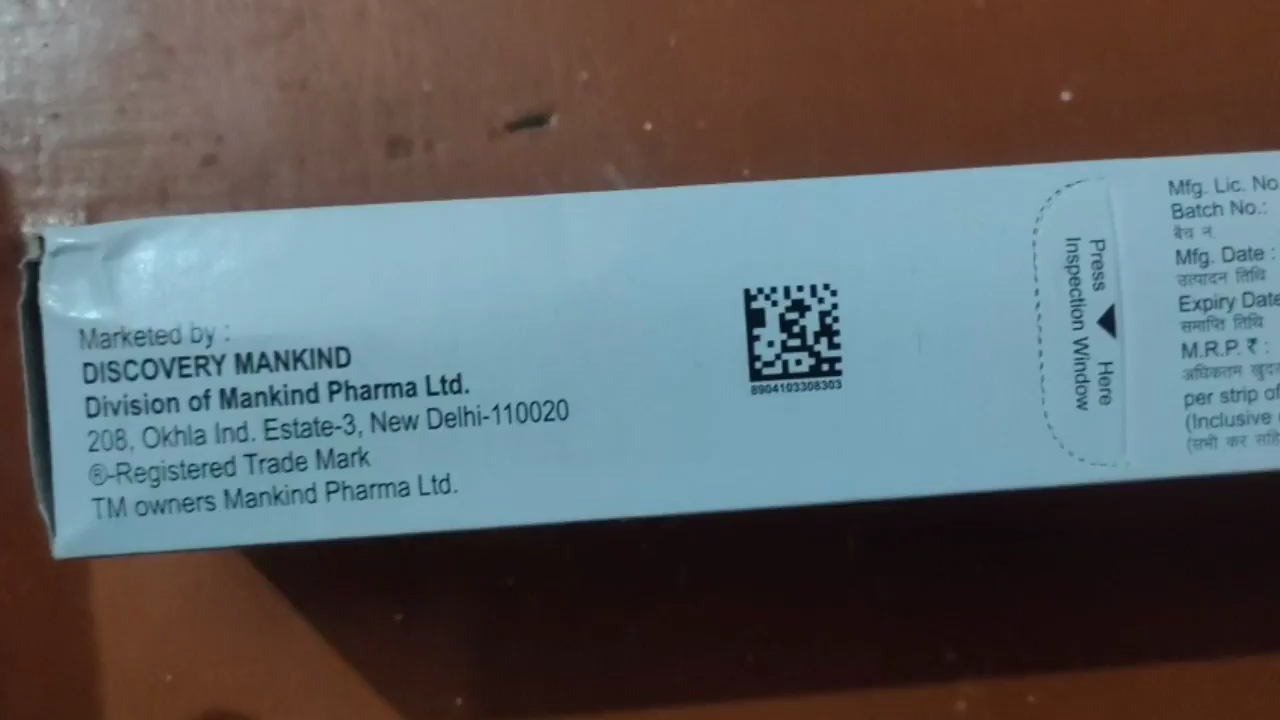 Marketed by :
DISCOVERY MANKIND
Division of Mankind Pharma Ltd.
208, Okhla Ind. Estate-3, New Delhi-110020
®-Registered Trade Mark
TM owners Mankind Pharma Ltd.
8904103308303
Press Here
Inspection Window
Mfg. Lic. No
Batch No.:
बैच न.
Mfg. Date :
उत्पादन तिथि
Expiry Date
समाप्ति तिथि
M.R.P. ₹ :
अधिकतम खुदरा
per strip of
(Inclusive
(सभी कर सहि